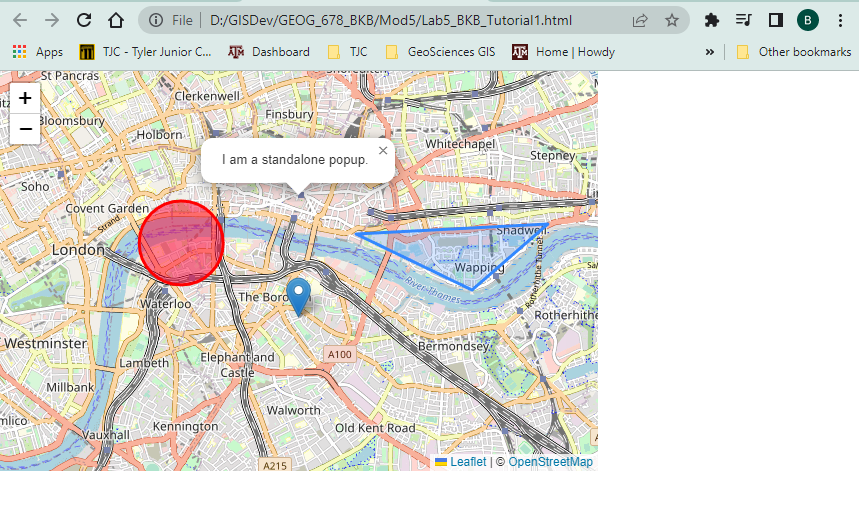 File | D:/GISDev/GEOG_678_BKB/Mod5/Lab5_BKB_Tutorial1.html
B
Apps TJC - Tyler Junior C... Dashboard TJC GeoSciences GIS Home | Howdy » Other bookmarks
St Pancras
+
Clerkenwell
Bloomsbury
Finsbury
−
Holborn
Whitechapel
I am a standalone popup. ×
Stepney
Soho
Covent Garden
Strand
Shadwell
London
Wapping
Rotherhithe Tunnel
River Thames
The Borough
Waterloo
Rotherhithe
Westminster
Bermondsey
A100
Lambeth
Elephant and
Castle
Millbank
Walworth
Kennington
Old Kent Road
Vauxhall
A215
Leaflet | © OpenStreetMap